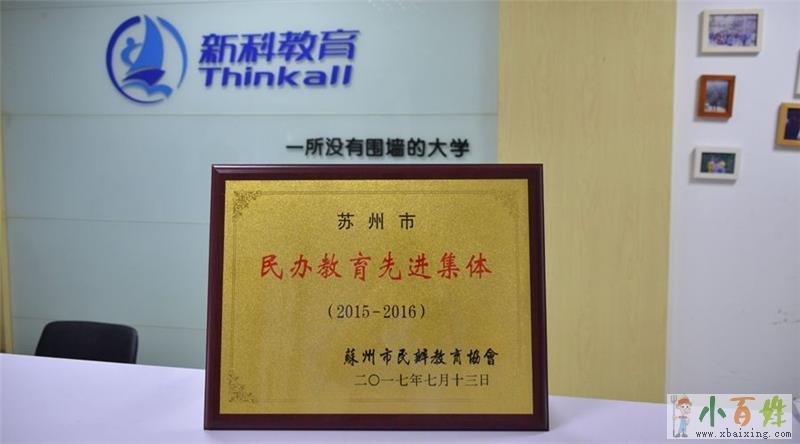 新科教育
Thinkall
一所没有围墙的大学
苏州市
民办教育先进集体
(2015-2016)
蘇州市民辦教育協會
二〇一七年七月十三日
小百姓
www.xbaixing.com